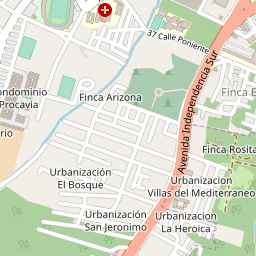 37 Calle Poniente
ondominio
Procavia
Finca Arizona
Finca E
Avenida Independencia Sur
rio
Finca Rosita
Urbanización
El Bosque
Urbanizacion
Villas del Mediterraneo
Urbanización
San Jeronimo
Urbanizacion
La Heroica